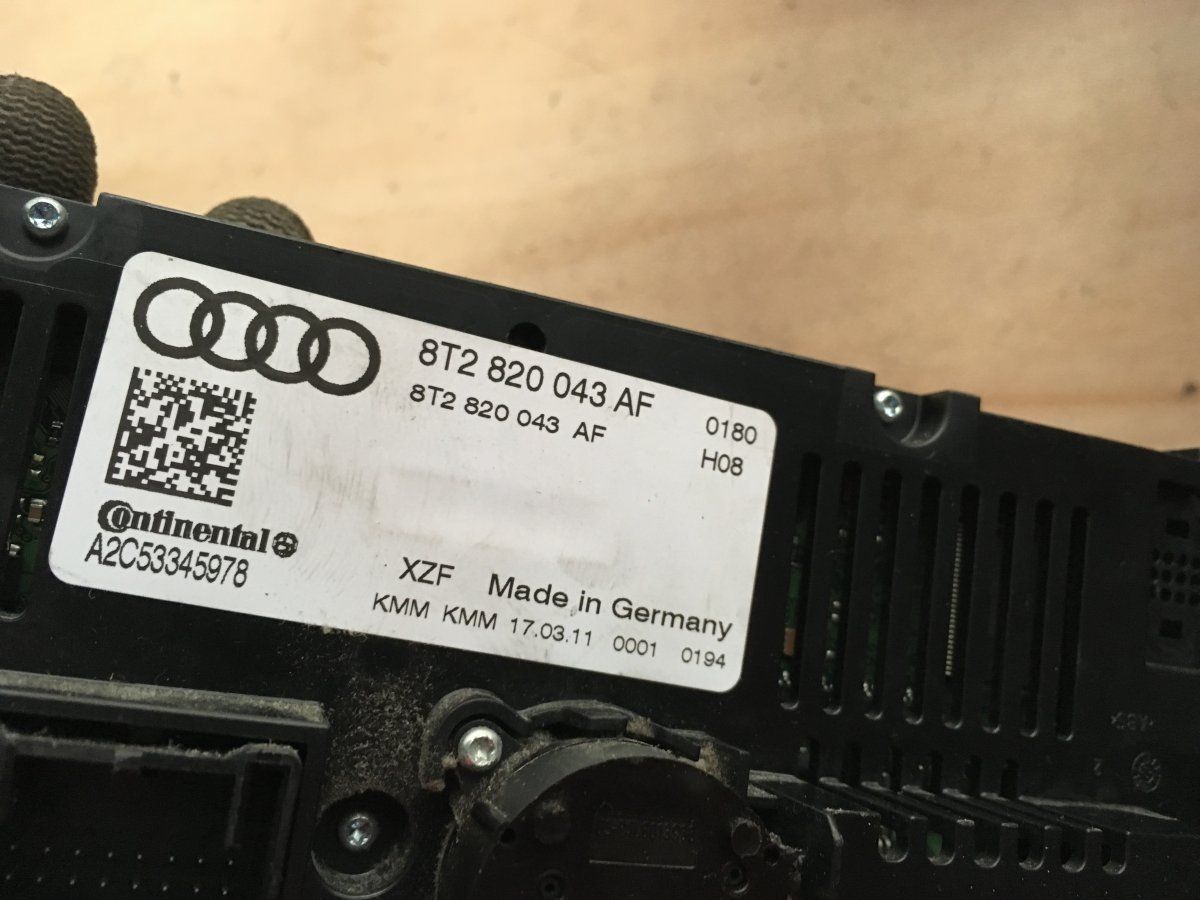 8T2 820 043 AF
8T2 820 043 AF
0180
H08
Continental
A2C53345978
XZF Made in Germany
KMM KMM 17.03.11 0001 0194